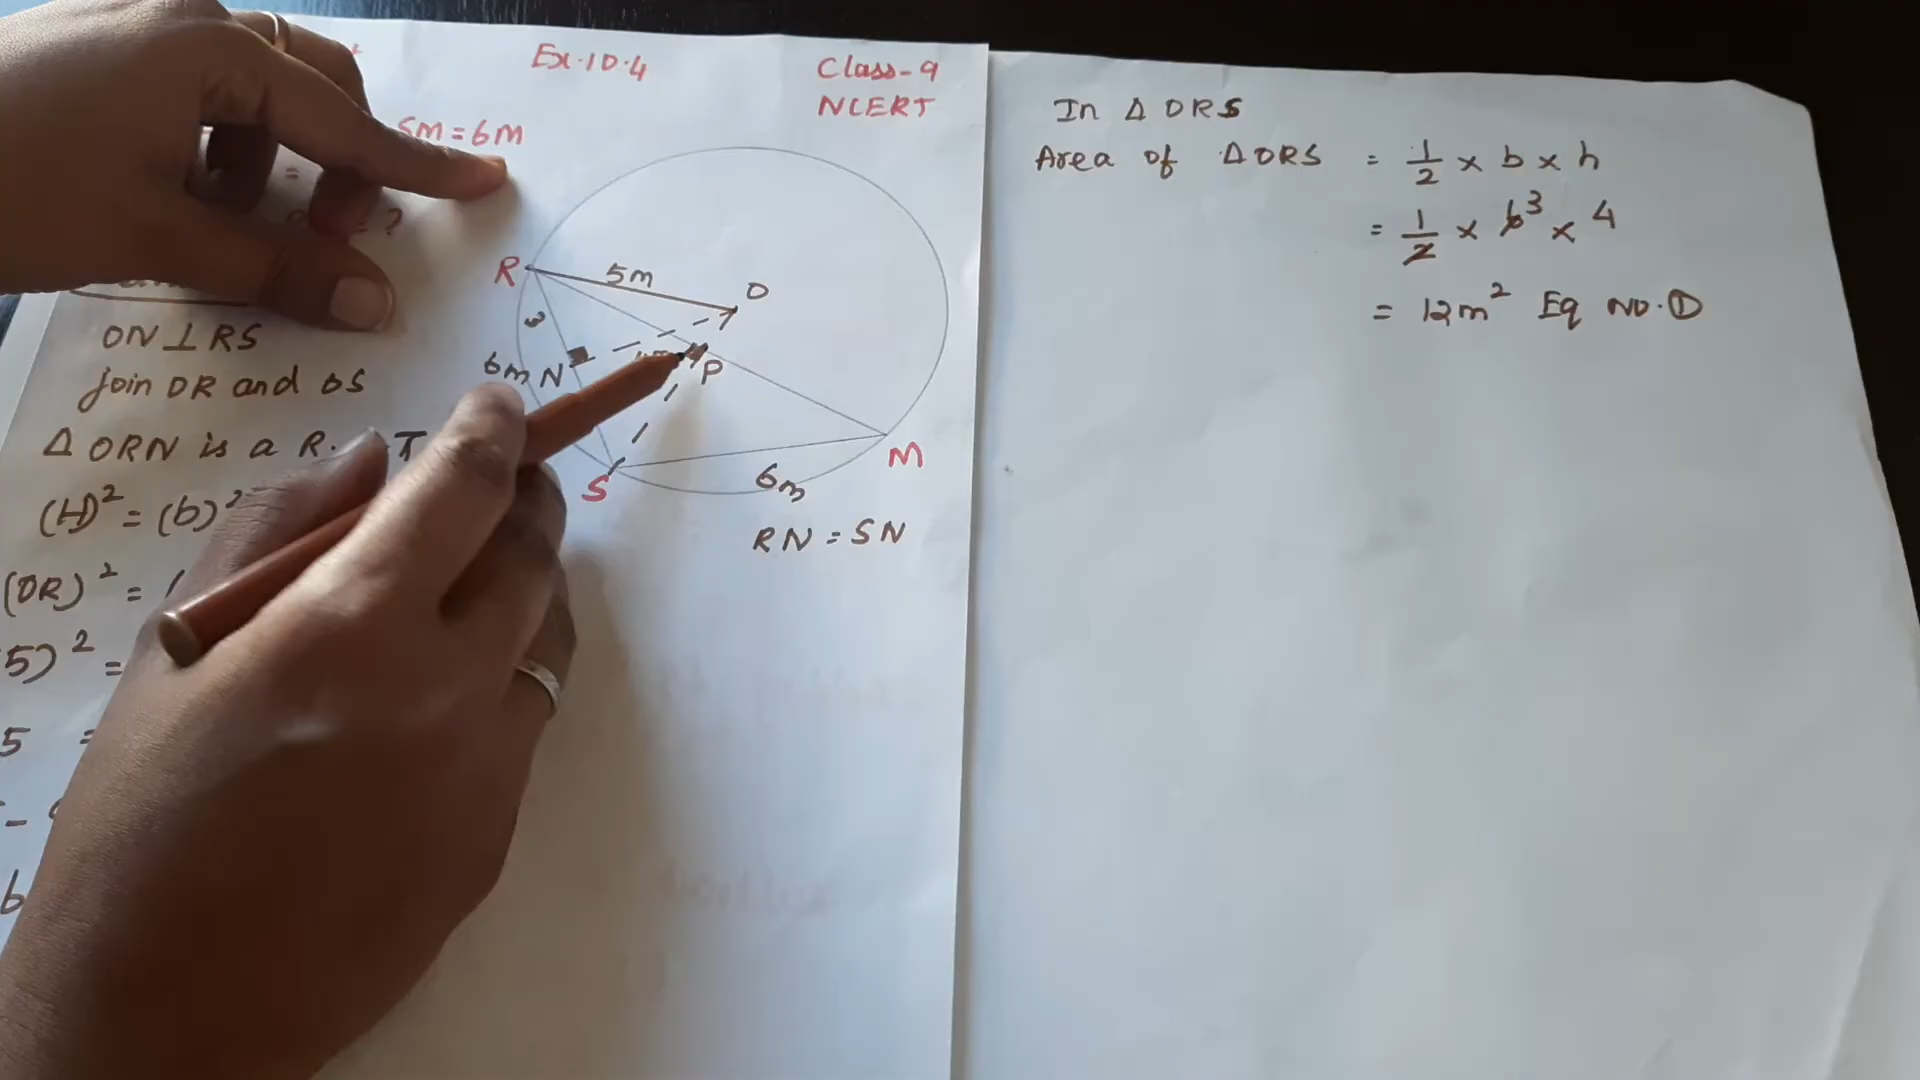 Ex.10.4
Class-9
NCERT
SM=6m
=
?
R
5m
O
3
6m N
P
S
M
6m
RN=SN
ON⊥RS
join OR and OS
Δ ORN is a R. T
(H)² = (b)²
(OR)² =
5)² =
5 =
-
b
In Δ ORS
Area of ΔORS = 1/2 × b × h
= 1/2 × 6 3 × 4
= 12m² Eq No.①